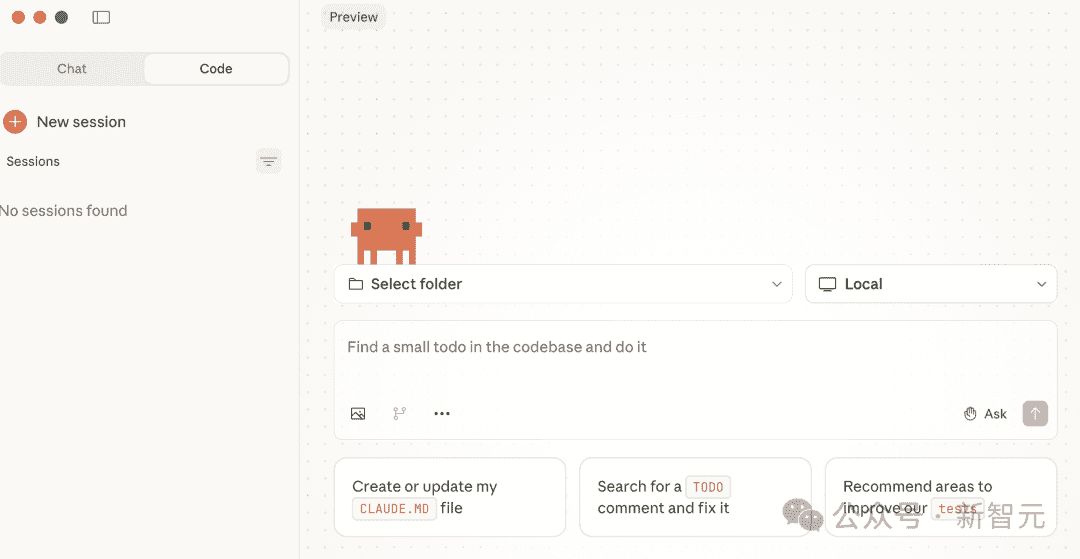 Preview
Chat
Code
New session
Sessions
No sessions found
Select folder
Local
Find a small todo in the codebase and do it
Ask
Create or update my
CLAUDE.MD file
Search for a TODO
comment and fix it
Recommend areas to
improve our tests
公众号 · 新智元